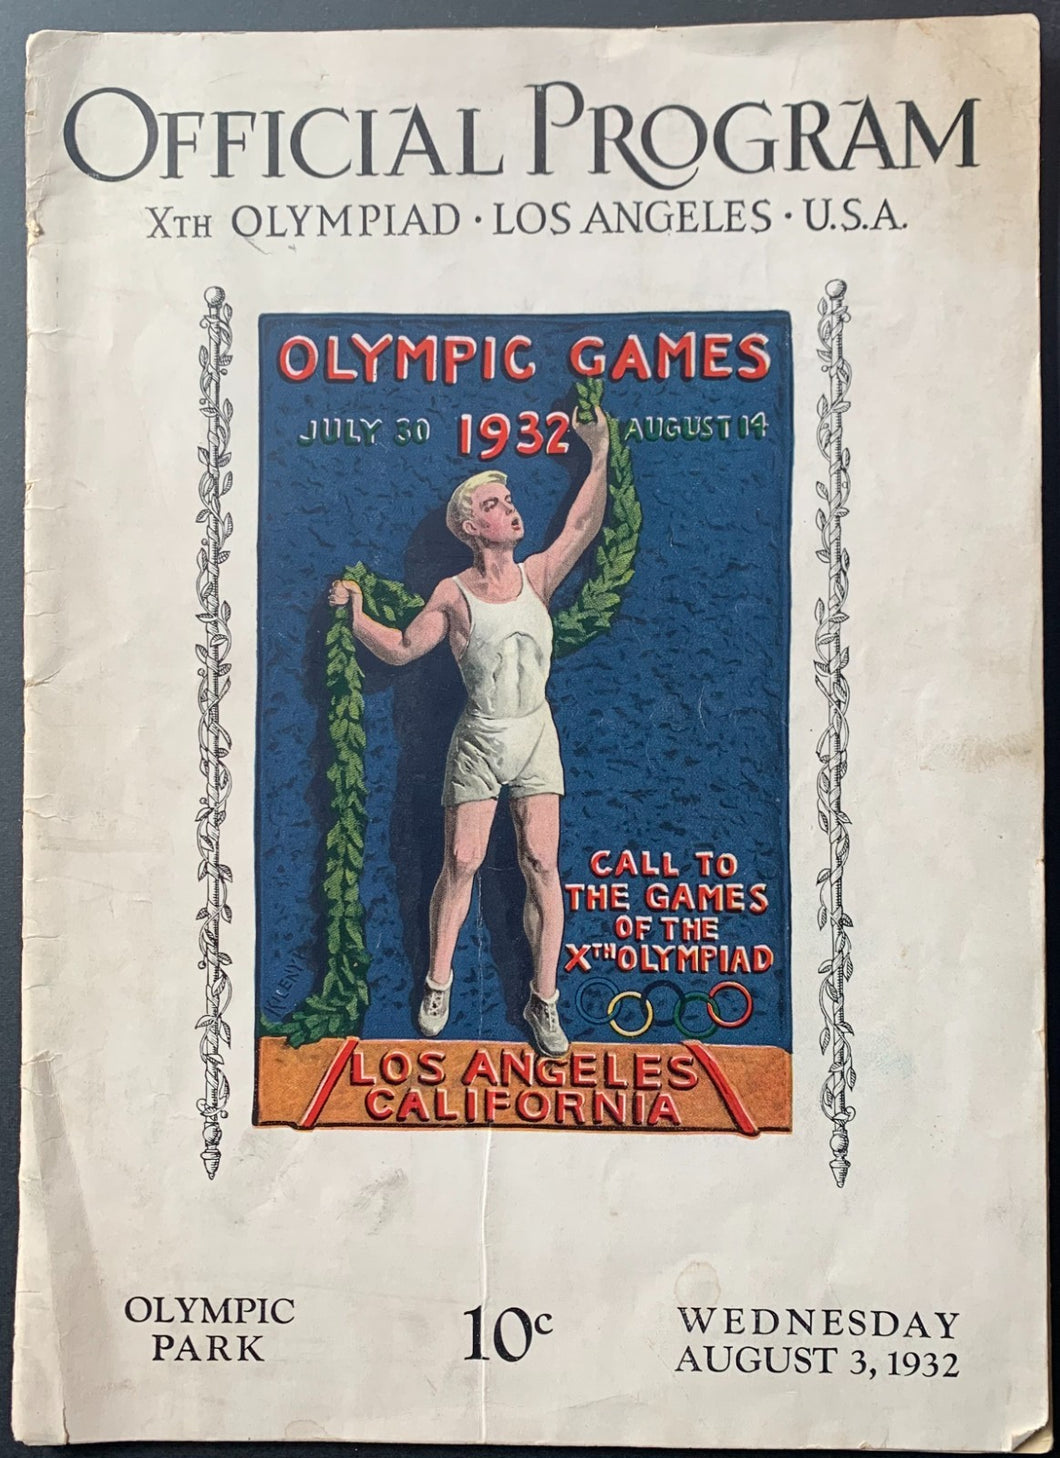 OFFICIAL PROGRAM
XTH OLYMPIAD · LOS ANGELES · U.S.A.
OLYMPIC GAMES
JULY 30 1932 AUGUST 14
CALL TO
THE GAMES
OF THE
XTH OLYMPIAD
KILENYI
LOS ANGELES
CALIFORNIA
OLYMPIC
PARK
10c
WEDNESDAY
AUGUST 3, 1932